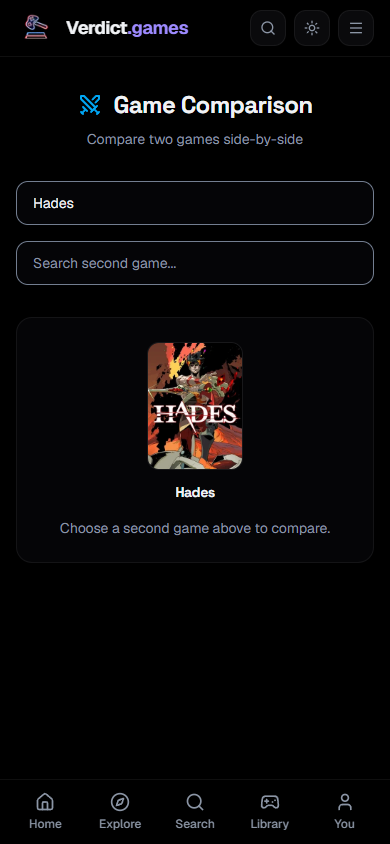 Verdict.games
Game Comparison
Compare two games side-by-side
Hades
Search second game...
HADES
Hades
Choose a second game above to compare.
Home
Explore
Search
Library
You